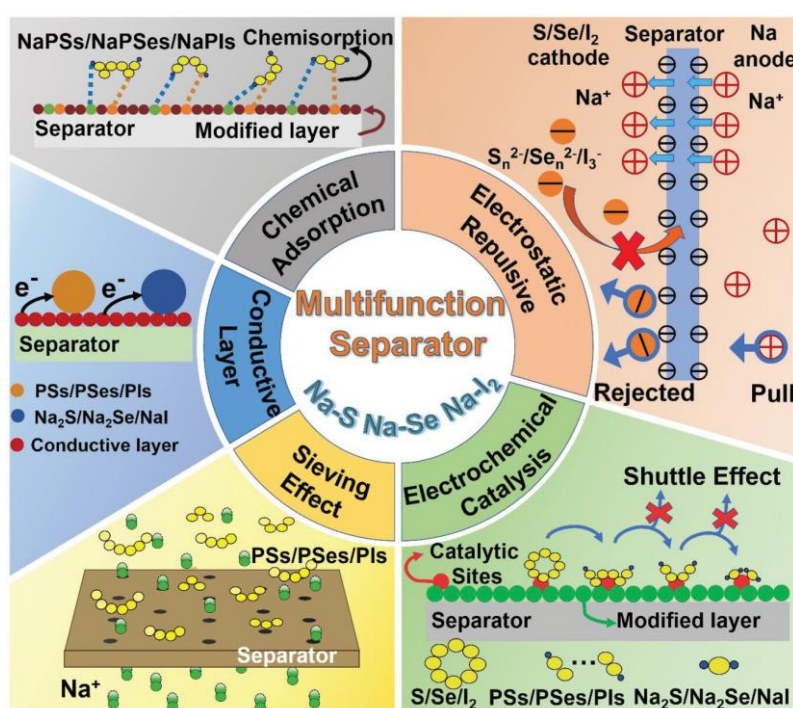 NaPSs/NaPSes/NaPIs
Chemisorption
Separator
Modified layer
S/Se/I₂
cathode
Separator
Na
anode
Na⁺
Na⁺
Sₙ²⁻/Seₙ²⁻/I₃⁻
Rejected
Pull
Chemical
Adsorption
Electrostatic
Repulsive
Conductive
Layer
Multifunction
Separator
Na-S Na-Se Na-I₂
Sieving
Effect
Electrochemical
Catalysis
e⁻
e⁻
Separator
PSs/PSes/PIs
Na₂S/Na₂Se/NaI
Conductive layer
PSs/PSes/PIs
Separator
Na⁺
Shuttle Effect
Catalytic
Sites
Separator
Modified layer
S/Se/I₂
PSs/PSes/PIs
Na₂S/Na₂Se/NaI